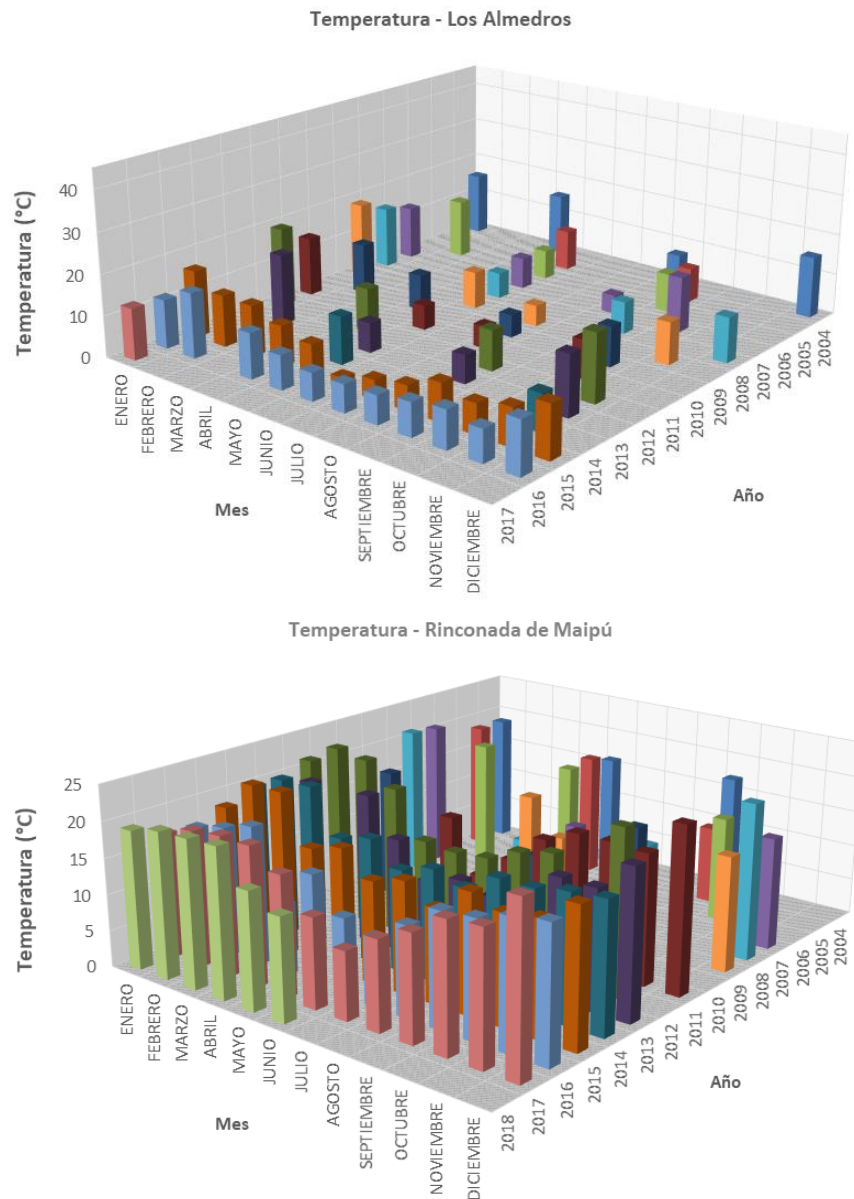 Temperatura - Los Almedros
Temperatura (°C)
40
30
20
10
0
ENERO
FEBRERO
MARZO
ABRIL
MAYO
JUNIO
JULIO
AGOSTO
SEPTIEMBRE
OCTUBRE
NOVIEMBRE
DICIEMBRE
Mes
2017
2016
2015
2014
2013
2012
2011
2010
2009
2008
2007
2006
2005
2004
Año
Temperatura - Rinconada de Maipú
Temperatura (°C)
25
20
15
10
5
0
ENERO
FEBRERO
MARZO
ABRIL
MAYO
JUNIO
JULIO
AGOSTO
SEPTIEMBRE
OCTUBRE
NOVIEMBRE
DICIEMBRE
Mes
2018
2017
2016
2015
2014
2013
2012
2011
2010
2009
2008
2007
2006
2005
2004
Año